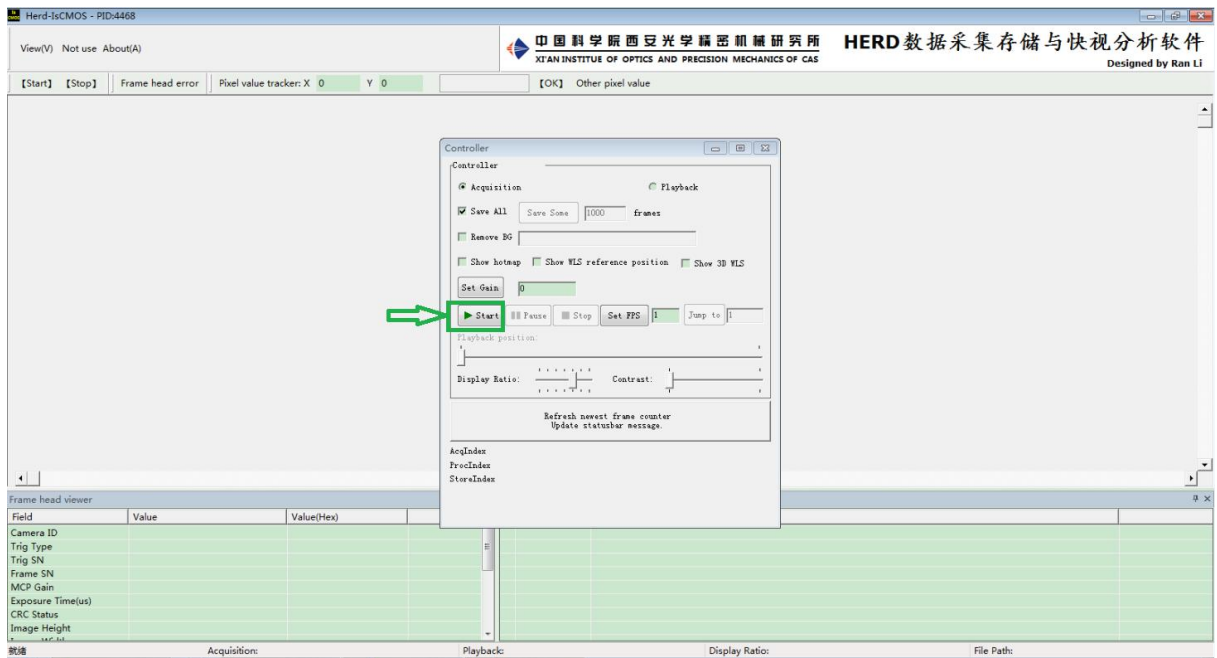 Herd-IsCMOS - PID:4468
View(V) Not use About(A)
中国科学院西安光学精密机械研究所
XI'AN INSTITUE OF OPTICS AND PRECISION MECHANICS OF CAS
HERD数据采集存储与快视分析软件
Designed by Ran Li
【Start】 【Stop】 Frame head error Pixel value tracker: X 0 Y 0 【OK】 Other pixel value
Controller
Controller
Acquisition Playback
Save All Save Some 1000 frames
Remove BG
Show hotmap Show WLS reference position Show 3D WLS
Set Gain 0
Start Pause Stop Set FPS 1 Jump to 1
Playback position:
Display Ratio: Contrast:
Refresh newest frame counter
Update statusbar message.
AcqIndex
ProcIndex
StoreIndex
Frame head viewer
Field Value Value(Hex)
Camera ID
Trig Type
Trig SN
Frame SN
MCP Gain
Exposure Time(us)
CRC Status
Image Height
就绪 Acquisition: Playback: Display Ratio: File Path: